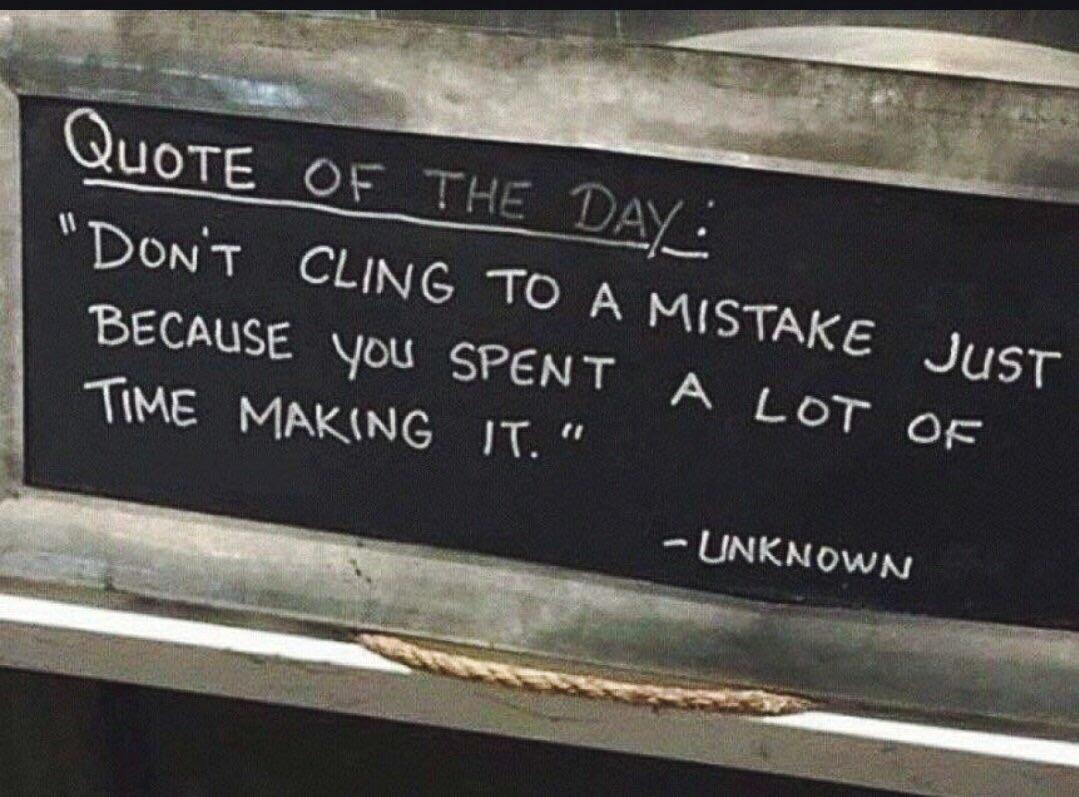 QUOTE OF THE DAY:
"DON'T CLING TO A MISTAKE JUST
BECAUSE YOU SPENT A LOT OF
TIME MAKING IT."
-UNKNOWN